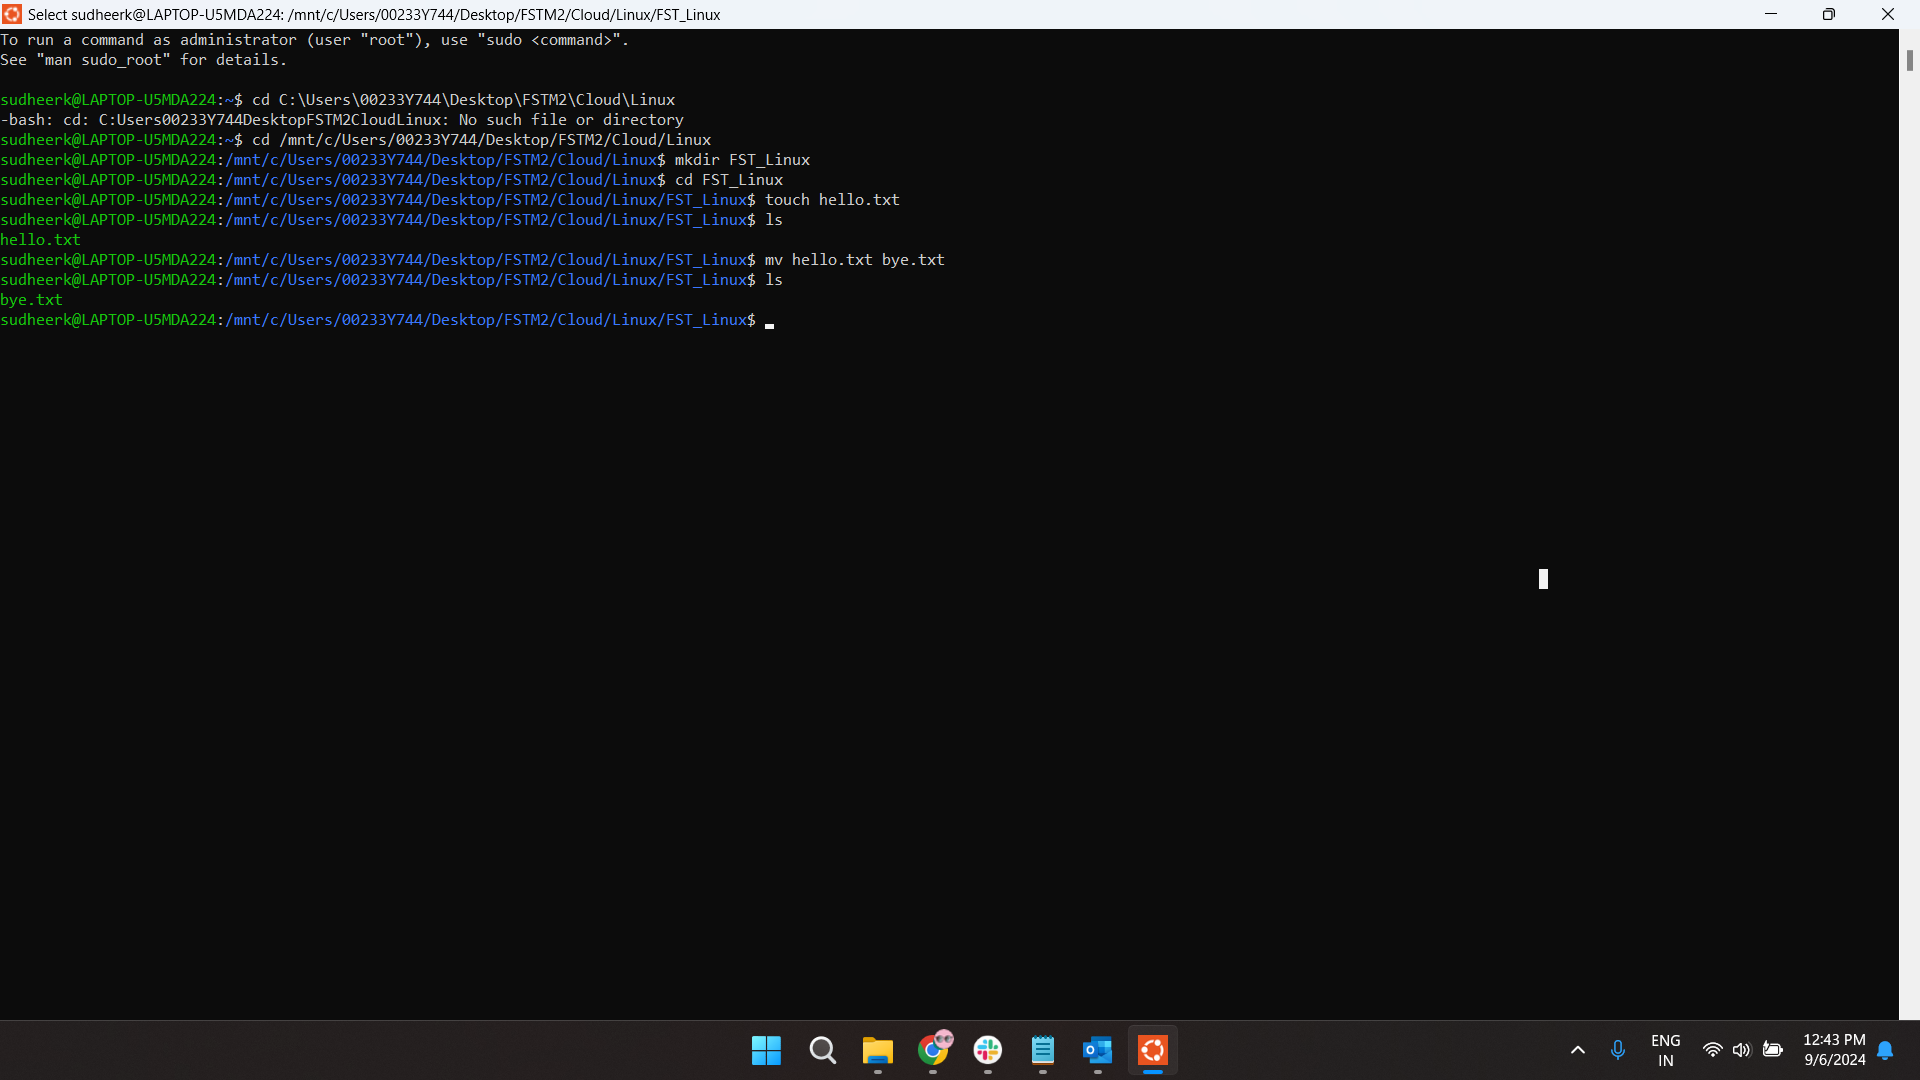 Select sudheerk@LAPTOP-U5MDA224: /mnt/c/Users/00233Y744/Desktop/FSTM2/Cloud/Linux/FST_Linux
To run a command as administrator (user "root"), use "sudo <command>".
See "man sudo_root" for details.
sudheerk@LAPTOP-U5MDA224:~$ cd C:\Users\00233Y744\Desktop\FSTM2\Cloud\Linux
-bash: cd: C:Users00233Y744DesktopFSTM2CloudLinux: No such file or directory
sudheerk@LAPTOP-U5MDA224:~$ cd /mnt/c/Users/00233Y744/Desktop/FSTM2/Cloud/Linux
sudheerk@LAPTOP-U5MDA224:/mnt/c/Users/00233Y744/Desktop/FSTM2/Cloud/Linux$ mkdir FST_Linux
sudheerk@LAPTOP-U5MDA224:/mnt/c/Users/00233Y744/Desktop/FSTM2/Cloud/Linux$ cd FST_Linux
sudheerk@LAPTOP-U5MDA224:/mnt/c/Users/00233Y744/Desktop/FSTM2/Cloud/Linux/FST_Linux$ touch hello.txt
sudheerk@LAPTOP-U5MDA224:/mnt/c/Users/00233Y744/Desktop/FSTM2/Cloud/Linux/FST_Linux$ ls
hello.txt
sudheerk@LAPTOP-U5MDA224:/mnt/c/Users/00233Y744/Desktop/FSTM2/Cloud/Linux/FST_Linux$ mv hello.txt bye.txt
sudheerk@LAPTOP-U5MDA224:/mnt/c/Users/00233Y744/Desktop/FSTM2/Cloud/Linux/FST_Linux$ ls
bye.txt
sudheerk@LAPTOP-U5MDA224:/mnt/c/Users/00233Y744/Desktop/FSTM2/Cloud/Linux/FST_Linux$
ENG
IN
12:43 PM
9/6/2024